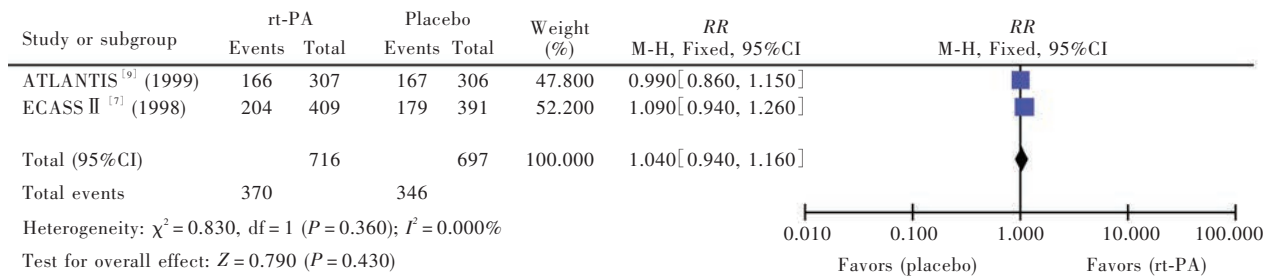 Study or subgroup rt-PA Placebo Weight (%) RR M-H, Fixed, 95%CI RR M-H, Fixed, 95%CI
Events Total Events Total
ATLANTIS [9] (1999) 166 307 167 306 47.800 0.990[0.860, 1.150]
ECASS Ⅱ [7] (1998) 204 409 179 391 52.200 1.090[0.940, 1.260]
Total (95%CI) 716 697 100.000 1.040[0.940, 1.160]
Total events 370 346
Heterogeneity: χ² = 0.830, df = 1 (P = 0.360); I² = 0.000%
Test for overall effect: Z = 0.790 (P = 0.430)
0.010 0.100 1.000 10.000 100.000
Favors (placebo) Favors (rt-PA)